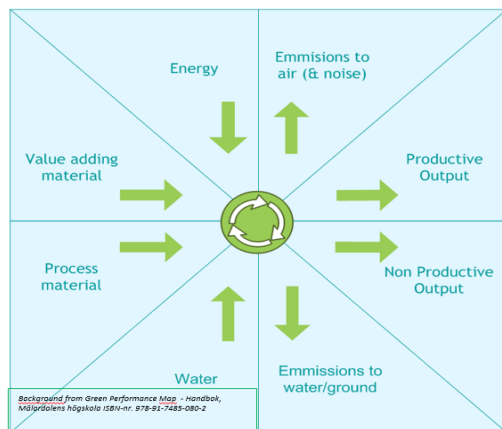 Energy
Emmisions to
air (& noise)
Value adding
material
Productive
Output
Process
material
Non Productive
Output
Water
Emmissions to
water/ground
Background from Green Performance Map - Handbok,
Mälardalens högskola ISBN-nr. 978-91-7485-080-2